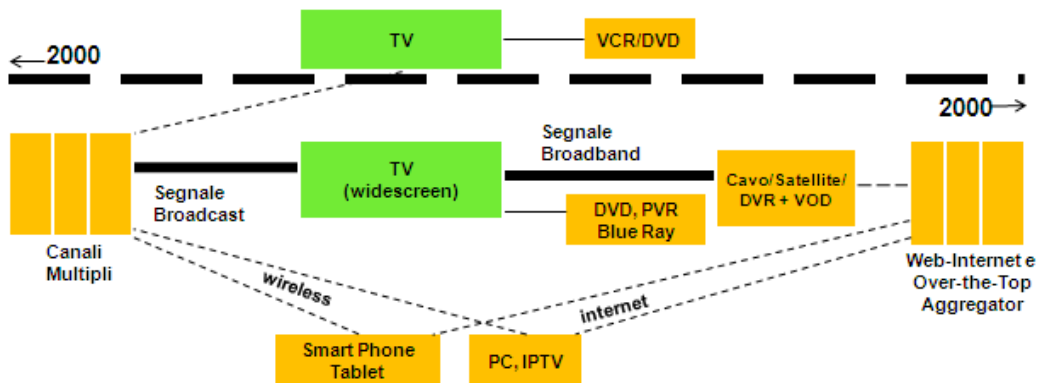 TV
VCR/DVD
2000
2000
Segnale
Broadband
TV
(widescreen)
Cavo/Satellite/
DVR + VOD
Segnale
Broadcast
DVD, PVR
Blue Ray
Canali
Multipli
Web-Internet e
Over-the-Top
Aggregator
wireless
internet
Smart Phone
Tablet
PC, IPTV